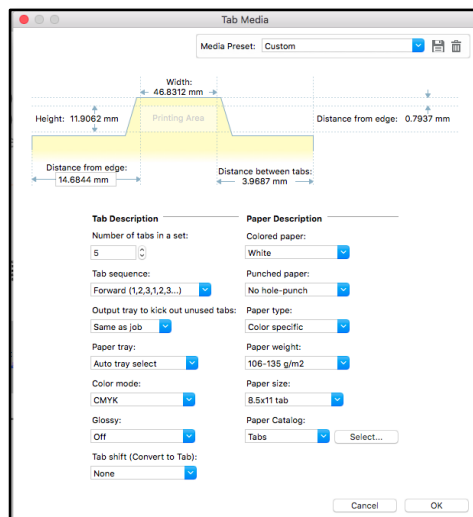 Tab Media
Media Preset: Custom
Width:
46.8312 mm
Height: 11.9062 mm
Printing Area
Distance from edge: 0.7937 mm
Distance from edge:
14.6844 mm
Distance between tabs:
3.9687 mm
Tab Description
Number of tabs in a set:
5
Tab sequence:
Forward (1,2,3,1,2,3...)
Output tray to kick out unused tabs:
Same as job
Paper tray:
Auto tray select
Color mode:
CMYK
Glossy:
Off
Tab shift (Convert to Tab):
None
Paper Description
Colored paper:
White
Punched paper:
No hole-punch
Paper type:
Color specific
Paper weight:
106-135 g/m2
Paper size:
8.5x11 tab
Paper Catalog:
Tabs
Select...
Cancel
OK